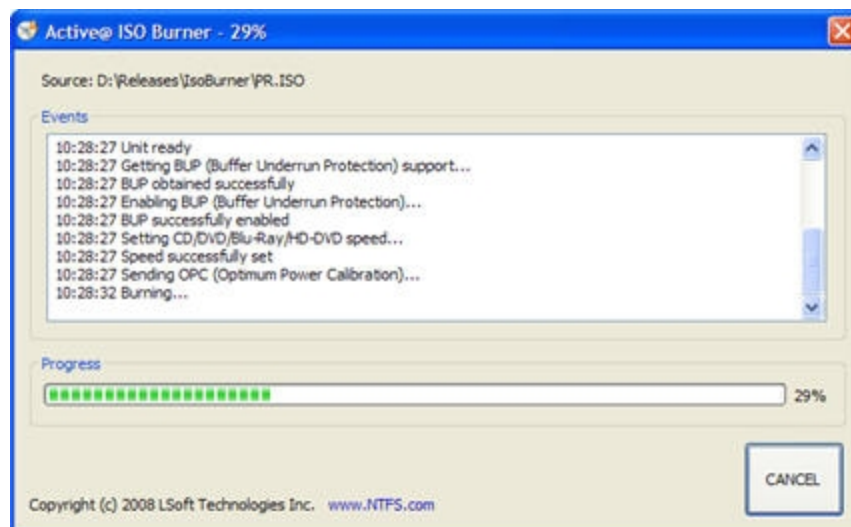 Active@ ISO Burner - 29%
Source: D:\Releases\IsoBurner\PR.ISO
Events
10:28:27 Unit ready
10:28:27 Getting BUP (Buffer Underrun Protection) support...
10:28:27 BUP obtained successfully
10:28:27 Enabling BUP (Buffer Underrun Protection)...
10:28:27 BUP successfully enabled
10:28:27 Setting CD/DVD/Blu-Ray/HD-DVD speed...
10:28:27 Speed successfully set
10:28:27 Sending OPC (Optimum Power Calibration)...
10:28:32 Burning...
Progress
29%
CANCEL
Copyright (c) 2008 LSoft Technologies Inc. www.NTFS.com